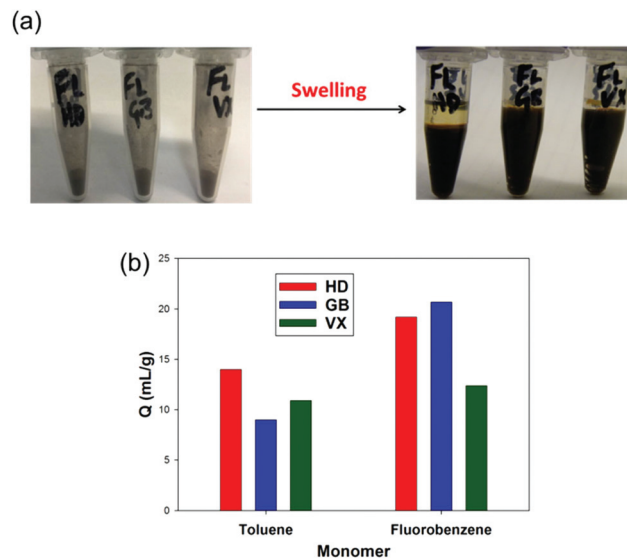 (a)
FL
HD
FL
GB
FL
VX
Swelling
FL
HD
FL
GB
FL
VX
(b)
25
20
15
10
5
0
Q (mL/g)
HD
GB
VX
Toluene
Fluorobenzene
Monomer